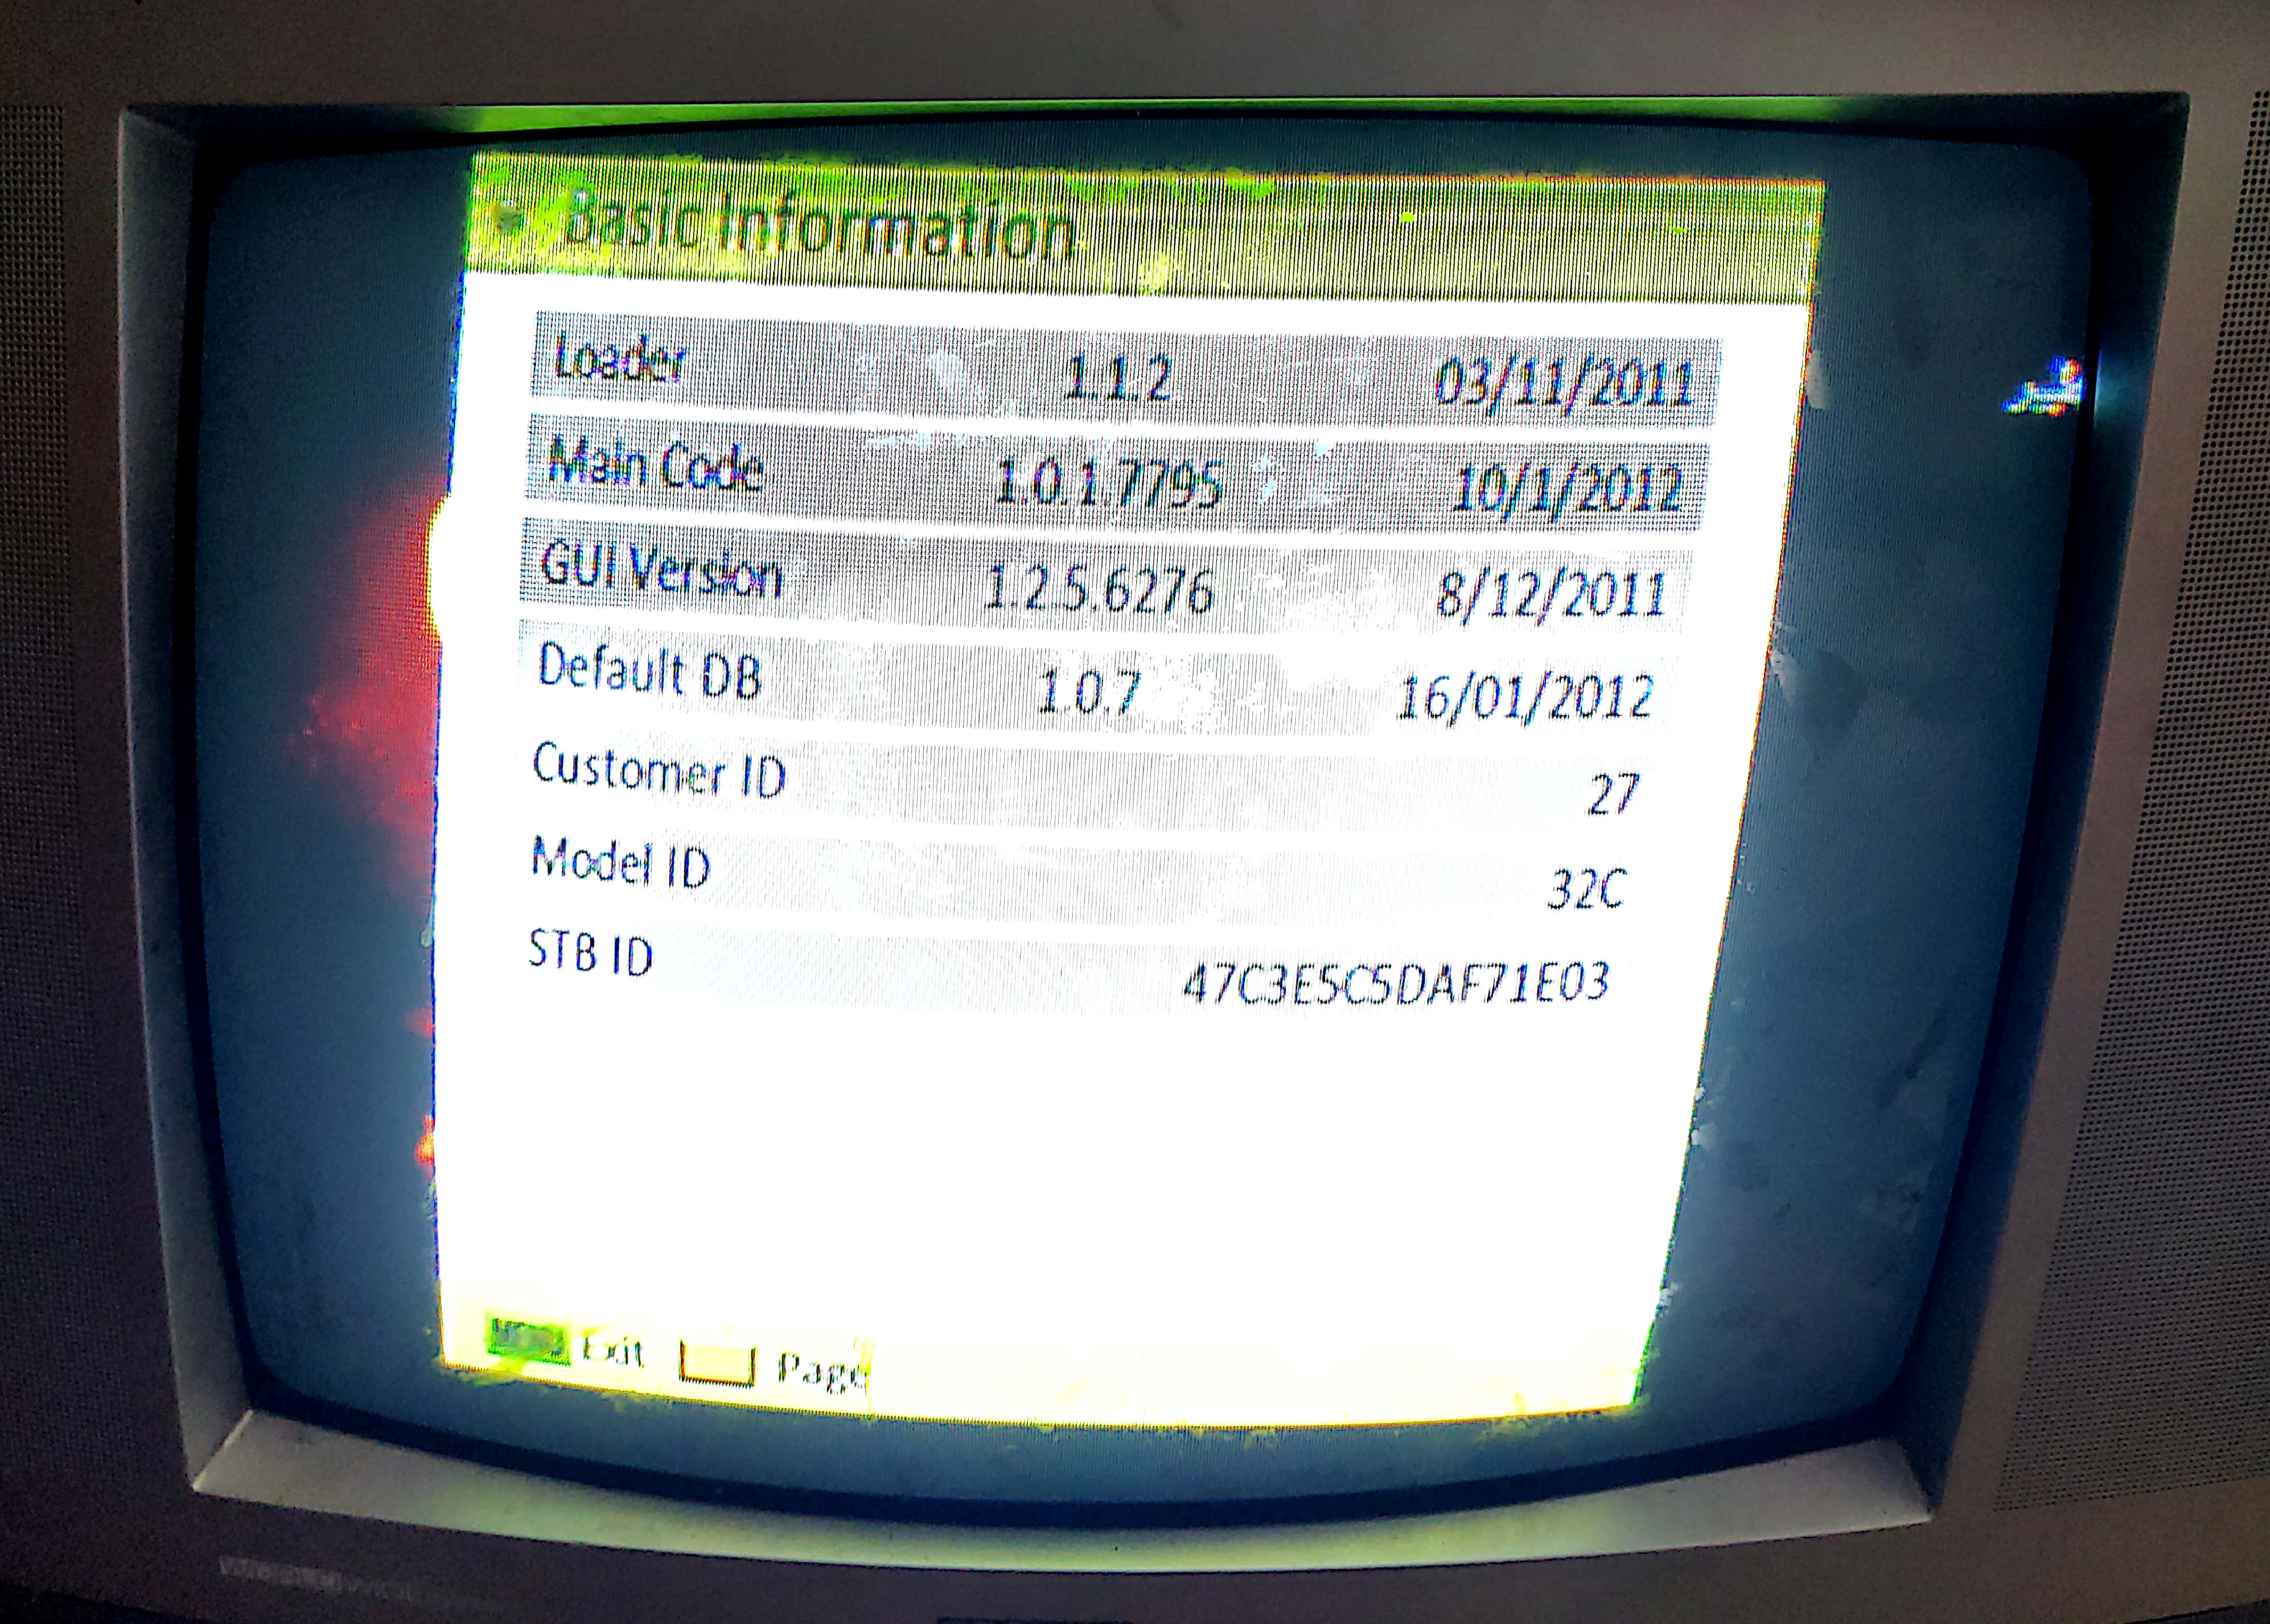 Basic Information
Loader 1.1.2 03/11/2011
Main Code 1.0.1.7795 10/1/2012
GUI Version 1.2.5.6276 8/12/2011
Default DB 1.0.7 16/01/2012
Customer ID 27
Model ID 32C
STB ID 47C3E5C5DAF71E03
Exit Page